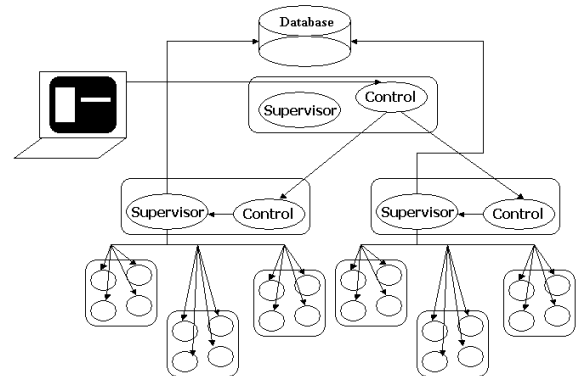 Database
Supervisor
Control
Supervisor
Control
Supervisor
Control